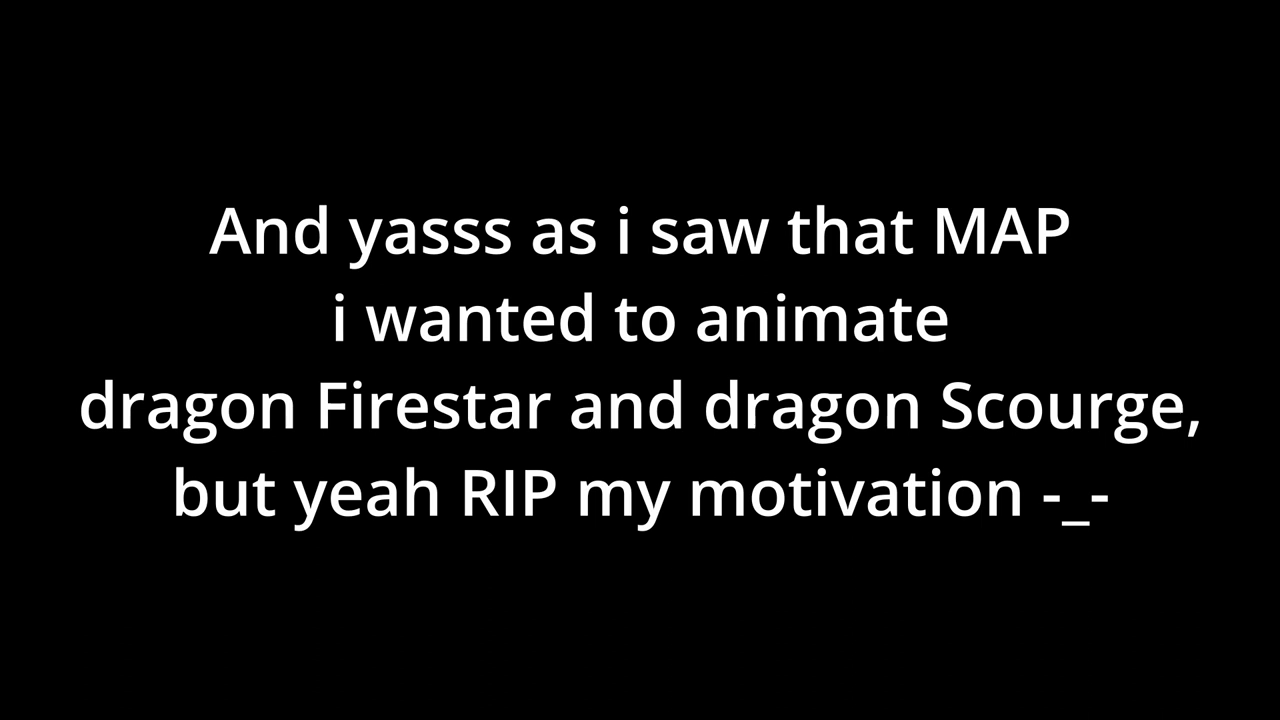 And yasss as i saw that MAP
i wanted to animate
dragon Firestar and dragon Scourge,
but yeah RIP my motivation -_-